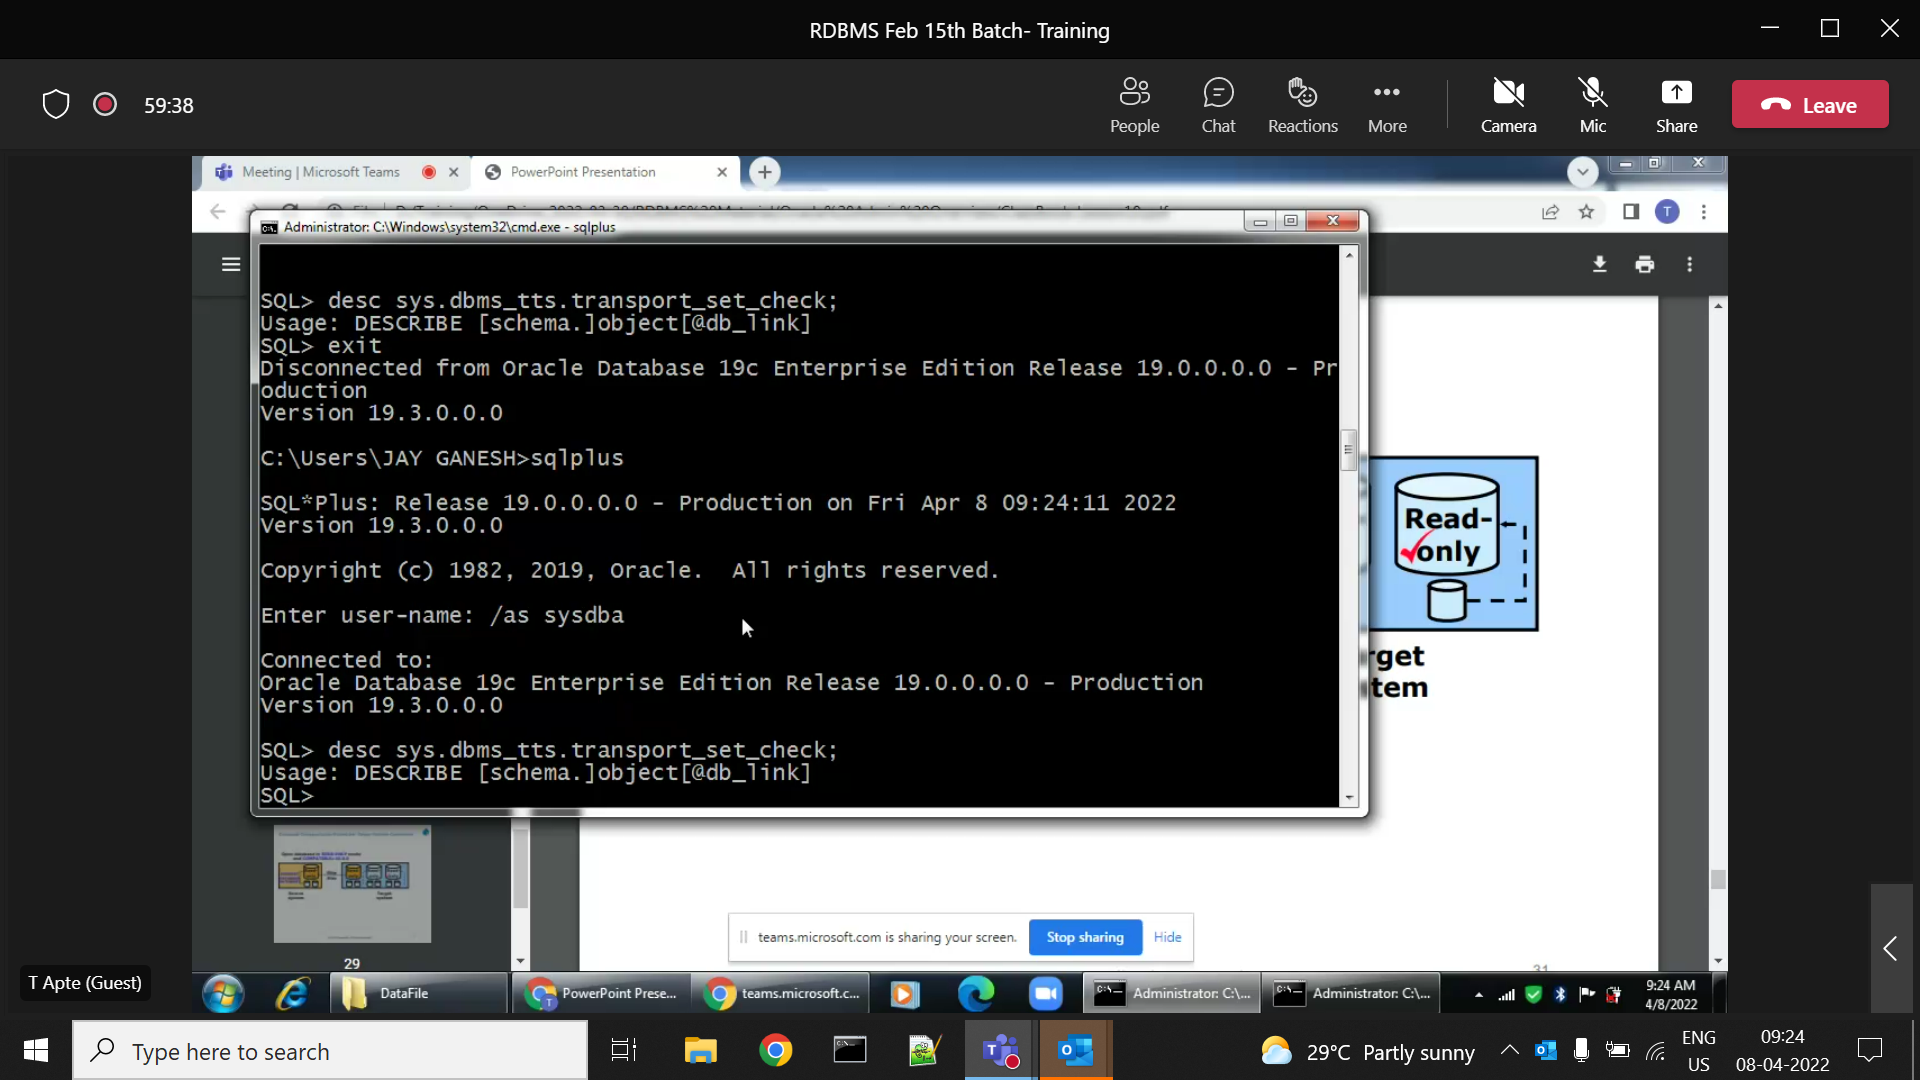 RDBMS Feb 15th Batch- Training
59:38
People
Chat
Reactions
More
Camera
Mic
Share
Leave
Meeting | Microsoft Teams
PowerPoint Presentation
T
Administrator: C:\Windows\system32\cmd.exe - sqlplus
SQL> desc sys.dbms_tts.transport_set_check;
Usage: DESCRIBE [schema.]object[@db_link]
SQL> exit
Disconnected from Oracle Database 19c Enterprise Edition Release 19.0.0.0.0 - Pr
oduction
Version 19.3.0.0.0
C:\Users\JAY GANESH>sqlplus
SQL*Plus: Release 19.0.0.0.0 - Production on Fri Apr 8 09:24:11 2022
Version 19.3.0.0.0
Copyright (c) 1982, 2019, Oracle.  All rights reserved.
Enter user-name: /as sysdba
Connected to:
Oracle Database 19c Enterprise Edition Release 19.0.0.0.0 - Production
Version 19.3.0.0.0
SQL> desc sys.dbms_tts.transport_set_check;
Usage: DESCRIBE [schema.]object[@db_link]
SQL>
Read-
only
rget
tem
29
31
teams.microsoft.com is sharing your screen.
Stop sharing
Hide
T Apte (Guest)
DataFile
PowerPoint Prese...
teams.microsoft.c...
Administrator: C:\...
Administrator: C:\...
9:24 AM
4/8/2022
Type here to search
29°C Partly sunny
ENG
US
09:24
08-04-2022